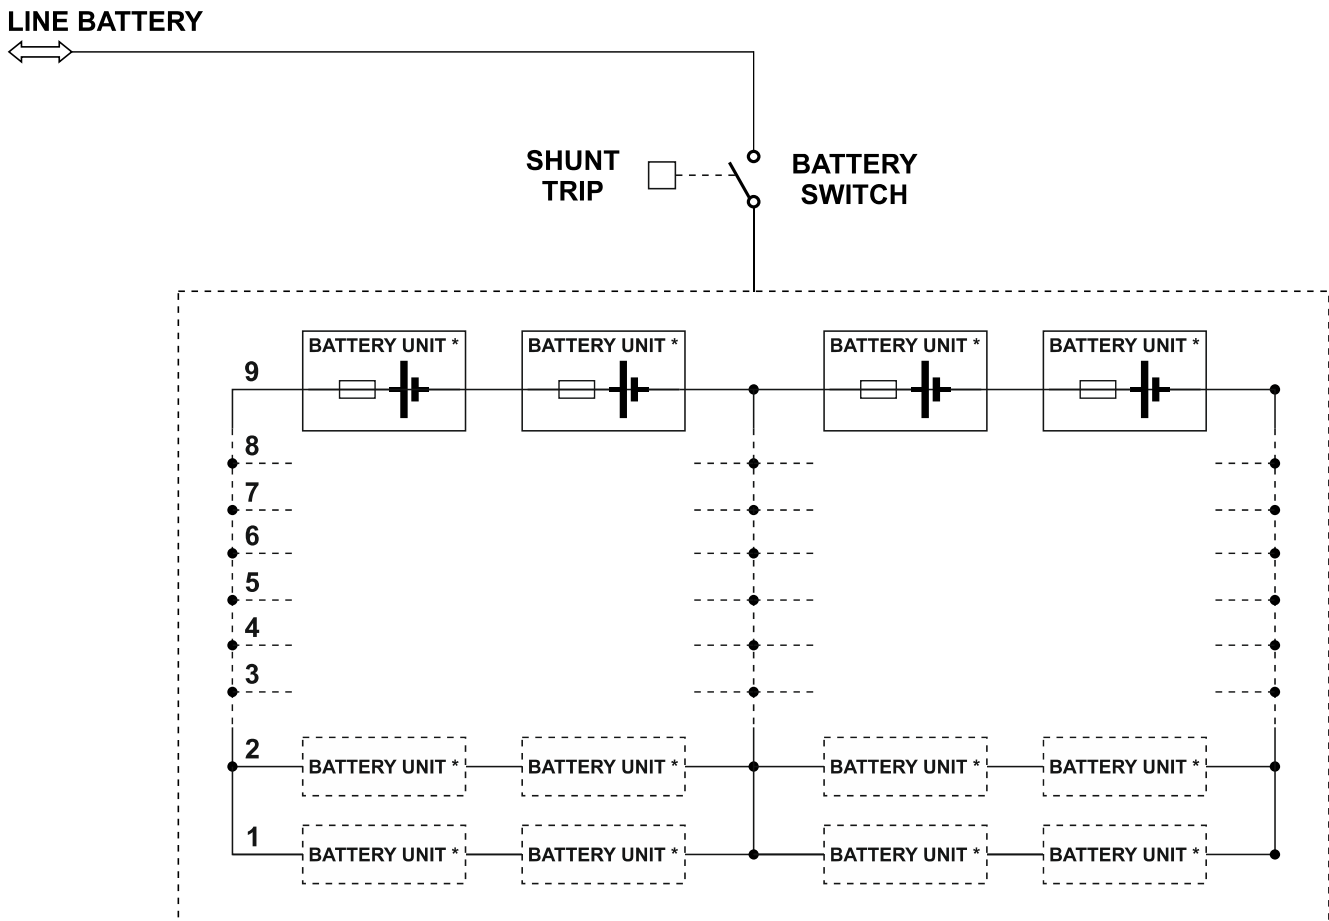 LINE BATTERY
SHUNT
TRIP
BATTERY
SWITCH
9 BATTERY UNIT * BATTERY UNIT * BATTERY UNIT * BATTERY UNIT *
8
7
6
5
4
3
2 BATTERY UNIT * BATTERY UNIT * BATTERY UNIT * BATTERY UNIT *
1 BATTERY UNIT * BATTERY UNIT * BATTERY UNIT * BATTERY UNIT *